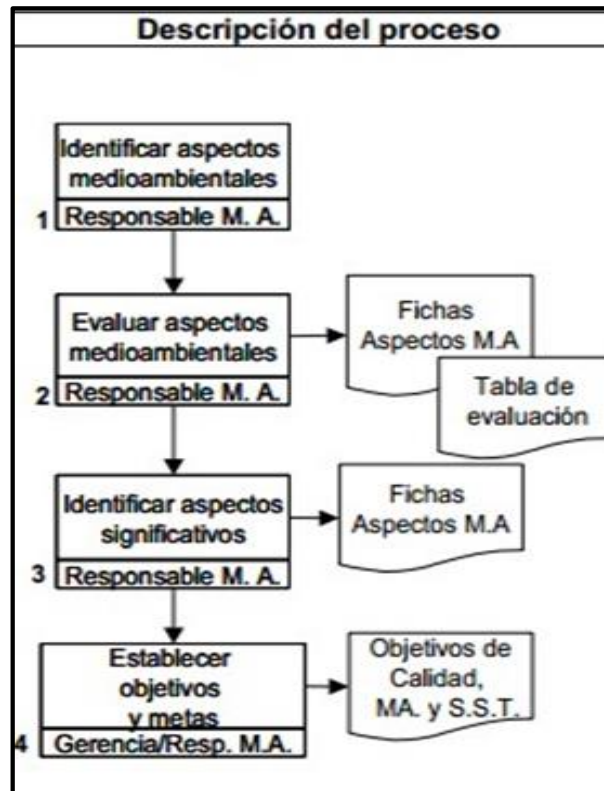 Descripción del proceso
Identificar aspectos
medioambientales
1 Responsable M. A.
Evaluar aspectos
medioambientales
2 Responsable M. A.
Fichas
Aspectos M.A
Tabla de
evaluación
Identificar aspectos
significativos
3 Responsable M. A.
Fichas
Aspectos M.A
Establecer
objetivos
y metas
4 Gerencia/Resp. M.A.
Objetivos de
Calidad,
MA. y S.S.T.